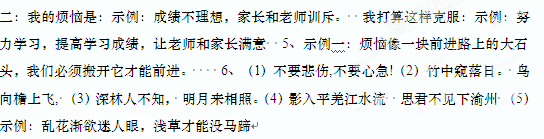 二：我的烦恼是：示例：成绩不理想，家长和老师训斥。 我打算这样克服：示例：努
力学习，提高学习成绩，让老师和家长满意 5、示例一：烦恼像一块前进路上的大石
头，我们必须搬开它才能前进。 6、（1）不要悲伤,不要心急!（2）竹中窥落日。鸟
向檐上飞,（3）深林人不知，明月来相照。（4）影入平羌江水流 思君不见下渝州 （5）
示例：乱花渐欲迷人眼，浅草才能没马蹄